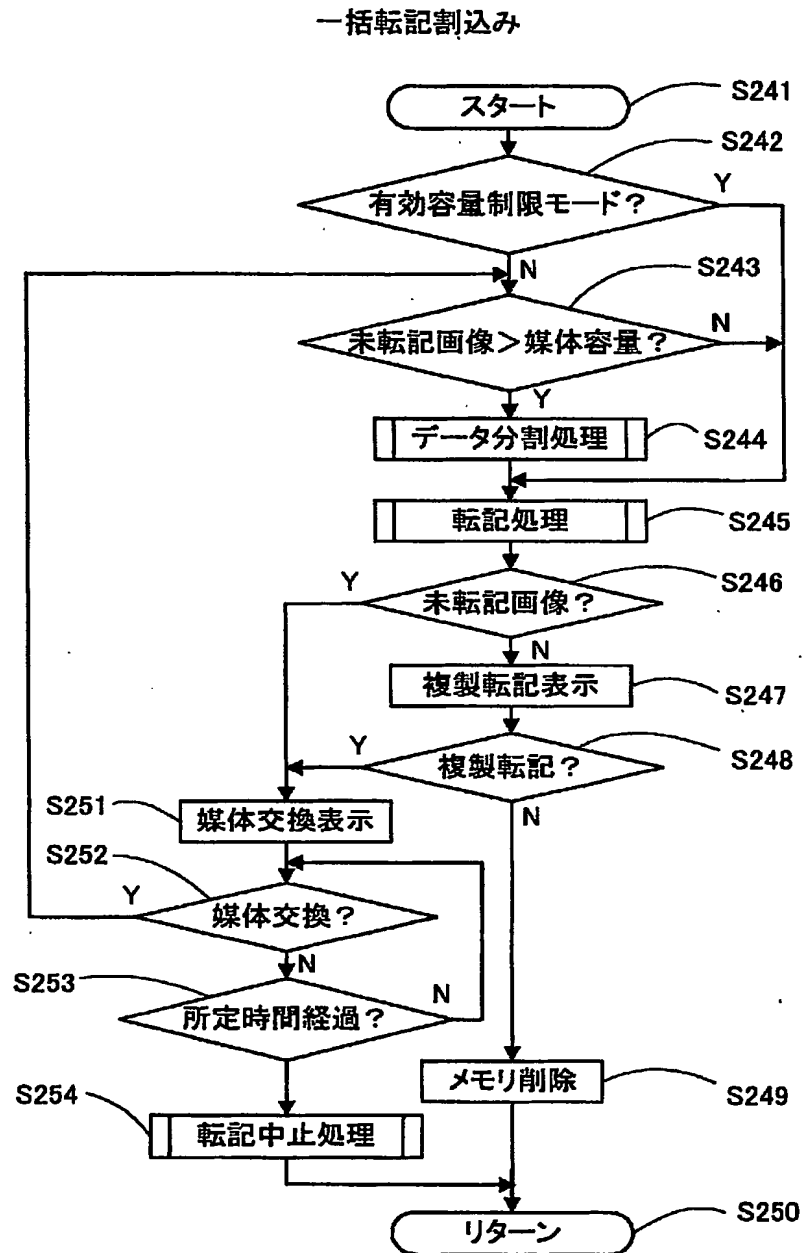 一括転記割込み
スタート
S241
S242
有効容量制限モード?
Y
N
S243
未転記画像>媒体容量?
N
Y
データ分割処理
S244
転記処理
S245
Y
未転記画像?
S246
N
複製転記表示
S247
Y
複製転記?
S248
N
S251
媒体交換表示
S252
Y
媒体交換?
N
S253
所定時間経過?
N
メモリ削除
S249
S254
転記中止処理
リターン
S250